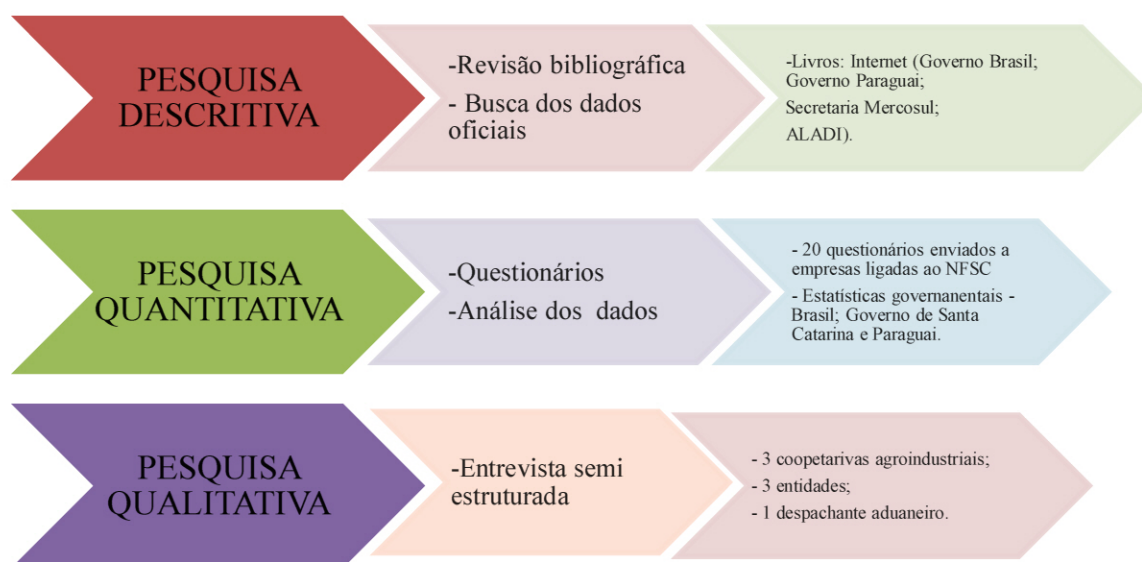 PESQUISA
DESCRITIVA
-Revisão bibliográfica
- Busca dos dados
oficiais
-Livros: Internet (Governo Brasil;
Governo Paraguai;
Secretaria Mercosul;
ALADI).
PESQUISA
QUANTITATIVA
-Questionários
-Análise dos dados
- 20 questionários enviados a
empresas ligadas ao NFSC
- Estatísticas governanentais -
Brasil; Governo de Santa
Catarina e Paraguai.
PESQUISA
QUALITATIVA
-Entrevista semi
estruturada
- 3 coopetarivas agroindustriais;
- 3 entidades;
- 1 despachante aduaneiro.